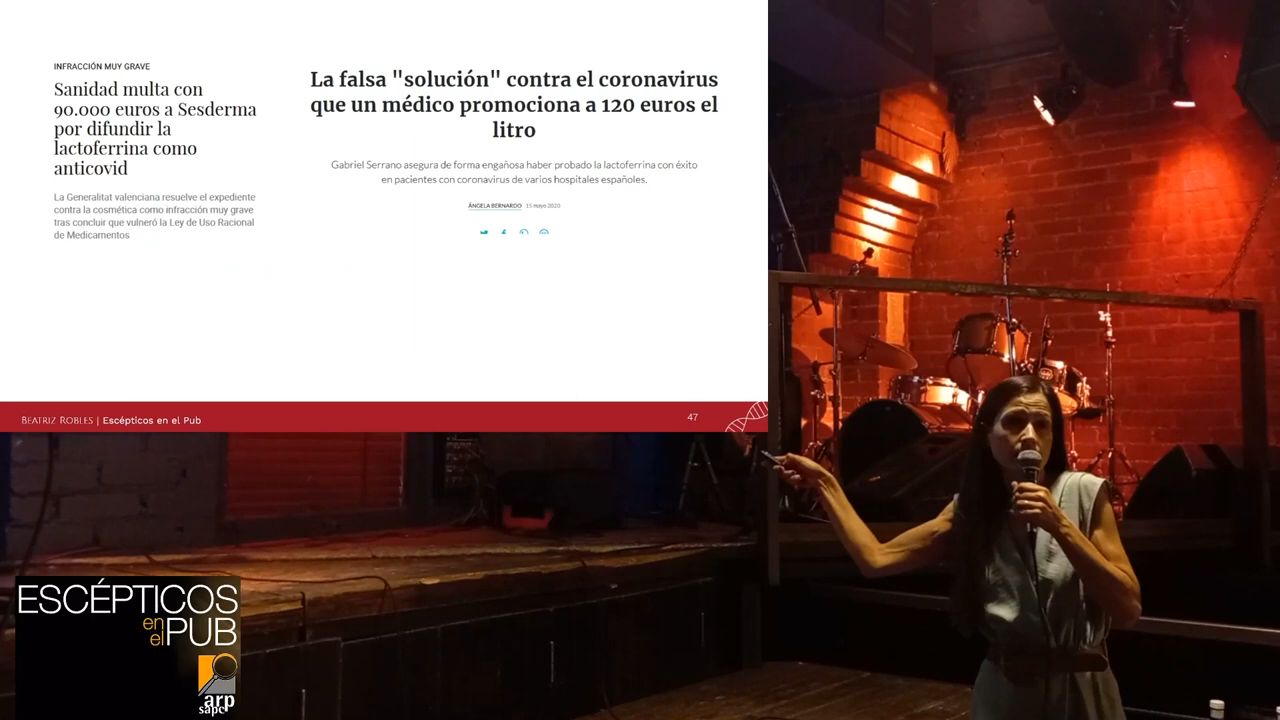 INFRACCIÓN MUY GRAVE
Sanidad multa con
90.000 euros a Sesderma
por difundir la
lactoferrina como
anticovid
La Generalitat valenciana resuelve el expediente
contra la cosmética como infracción muy grave
tras concluir que vulneró la Ley de Uso Racional
de Medicamentos
La falsa "solución" contra el coronavirus
que un médico promociona a 120 euros el
litro
Gabriel Serrano asegura de forma engañosa haber probado la lactoferrina con éxito
en pacientes con coronavirus de varios hospitales españoles.
ÁNGELA BERNARDO 15 mayo 2020
BEATRIZ ROBLES | Escépticos en el Pub
47
ESCÉPTICOS
en
el PUB
arp
sapc